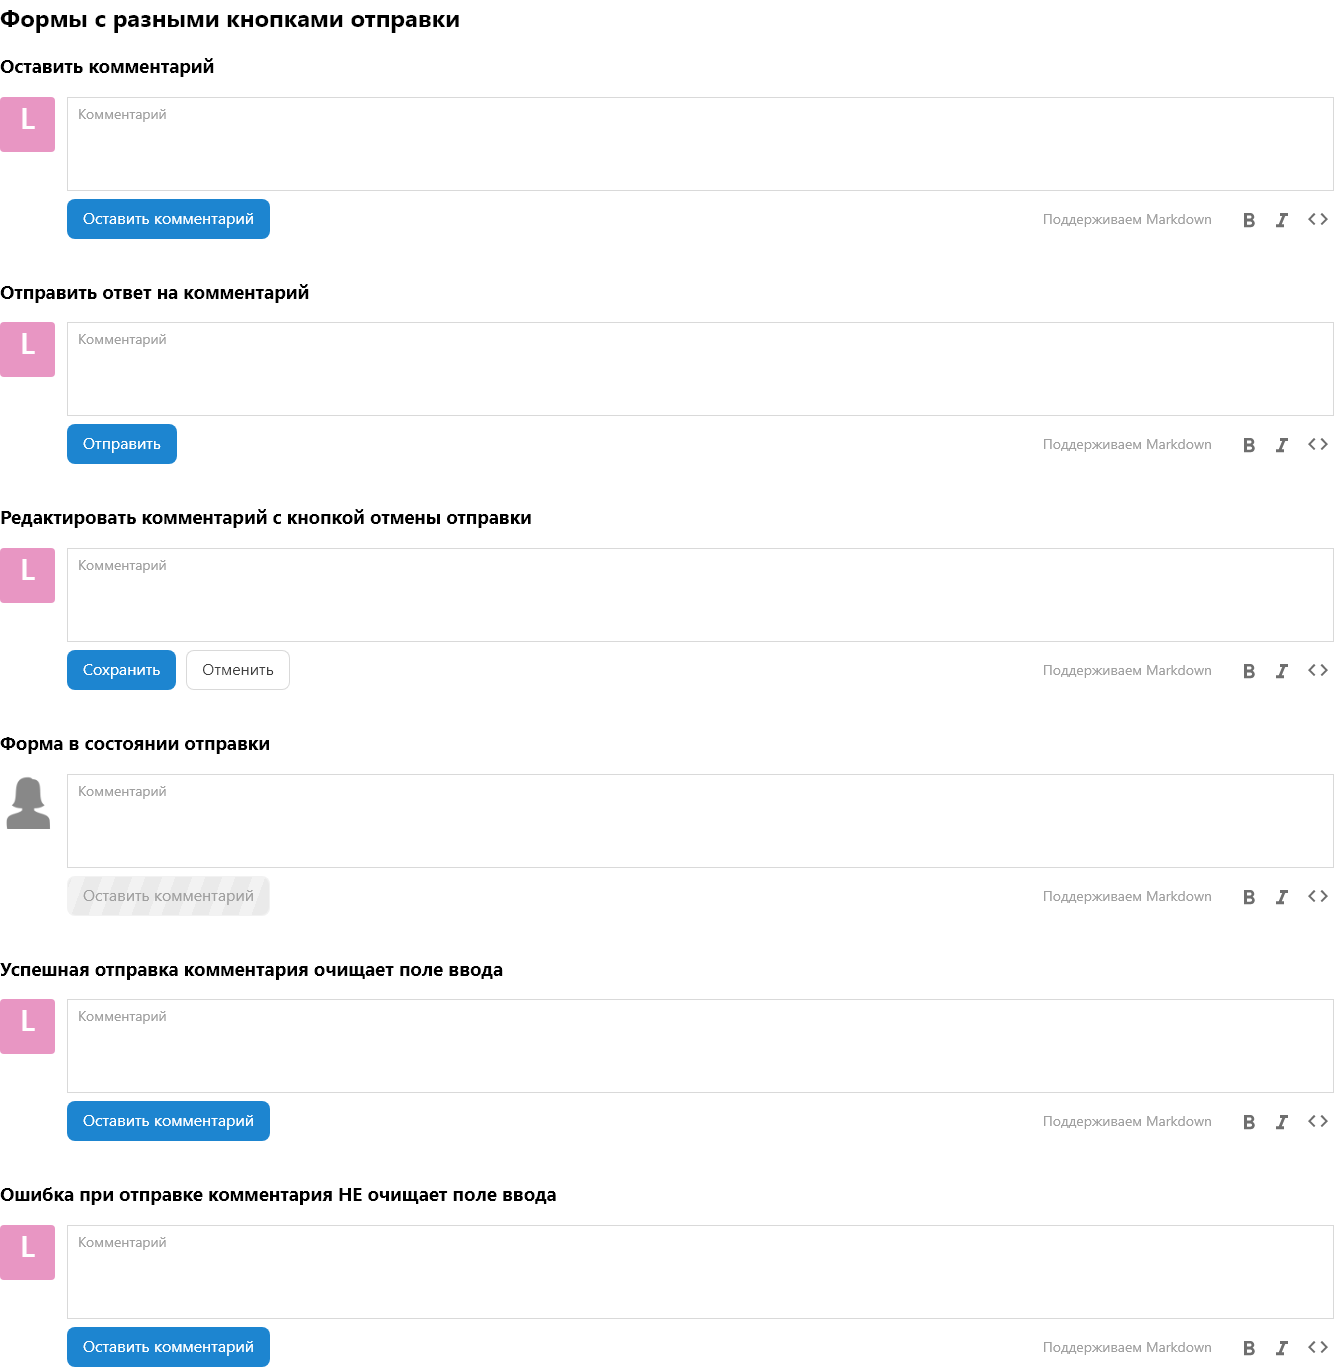 Формы с разными кнопками отправки
Оставить комментарий
L
Комментарий
Оставить комментарий Поддерживаем Markdown B I <>
Отправить ответ на комментарий
L
Комментарий
Отправить Поддерживаем Markdown B I <>
Редактировать комментарий с кнопкой отмены отправки
L
Комментарий
Сохранить Отменить Поддерживаем Markdown B I <>
Форма в состоянии отправки
Комментарий
Оставить комментарий Поддерживаем Markdown B I <>
Успешная отправка комментария очищает поле ввода
L
Комментарий
Оставить комментарий Поддерживаем Markdown B I <>
Ошибка при отправке комментария НЕ очищает поле ввода
L
Комментарий
Оставить комментарий Поддерживаем Markdown B I <>